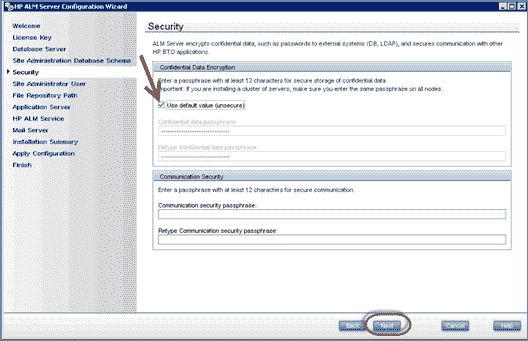 HP ALM Server Configuration Wizard
Welcome
License Key
Database Server
Site Administration Database Schema
Security
Site Administrator User
File Repository Path
Application Server
HP ALM Service
Mail Server
Installation Summary
Apply Configuration
Finish
Security
ALM Server encrypts confidential data, such as passwords to external systems (DB, LDAP), and secures communication with other
HP BTO applications.
Confidential Data Encryption
Enter a passphrase with at least 12 characters for secure storage of confidential data.
Important: If you are installing a cluster of servers, make sure you enter the same passphrase on all nodes.
Use default value (unsecure)
Confidential data passphrase:
Retype Confidential data passphrase:
Communication Security
Enter a passphrase with at least 12 characters for secure communication.
Communication security passphrase:
Retype Communication security passphrase:
Back
Next
Cancel
Help